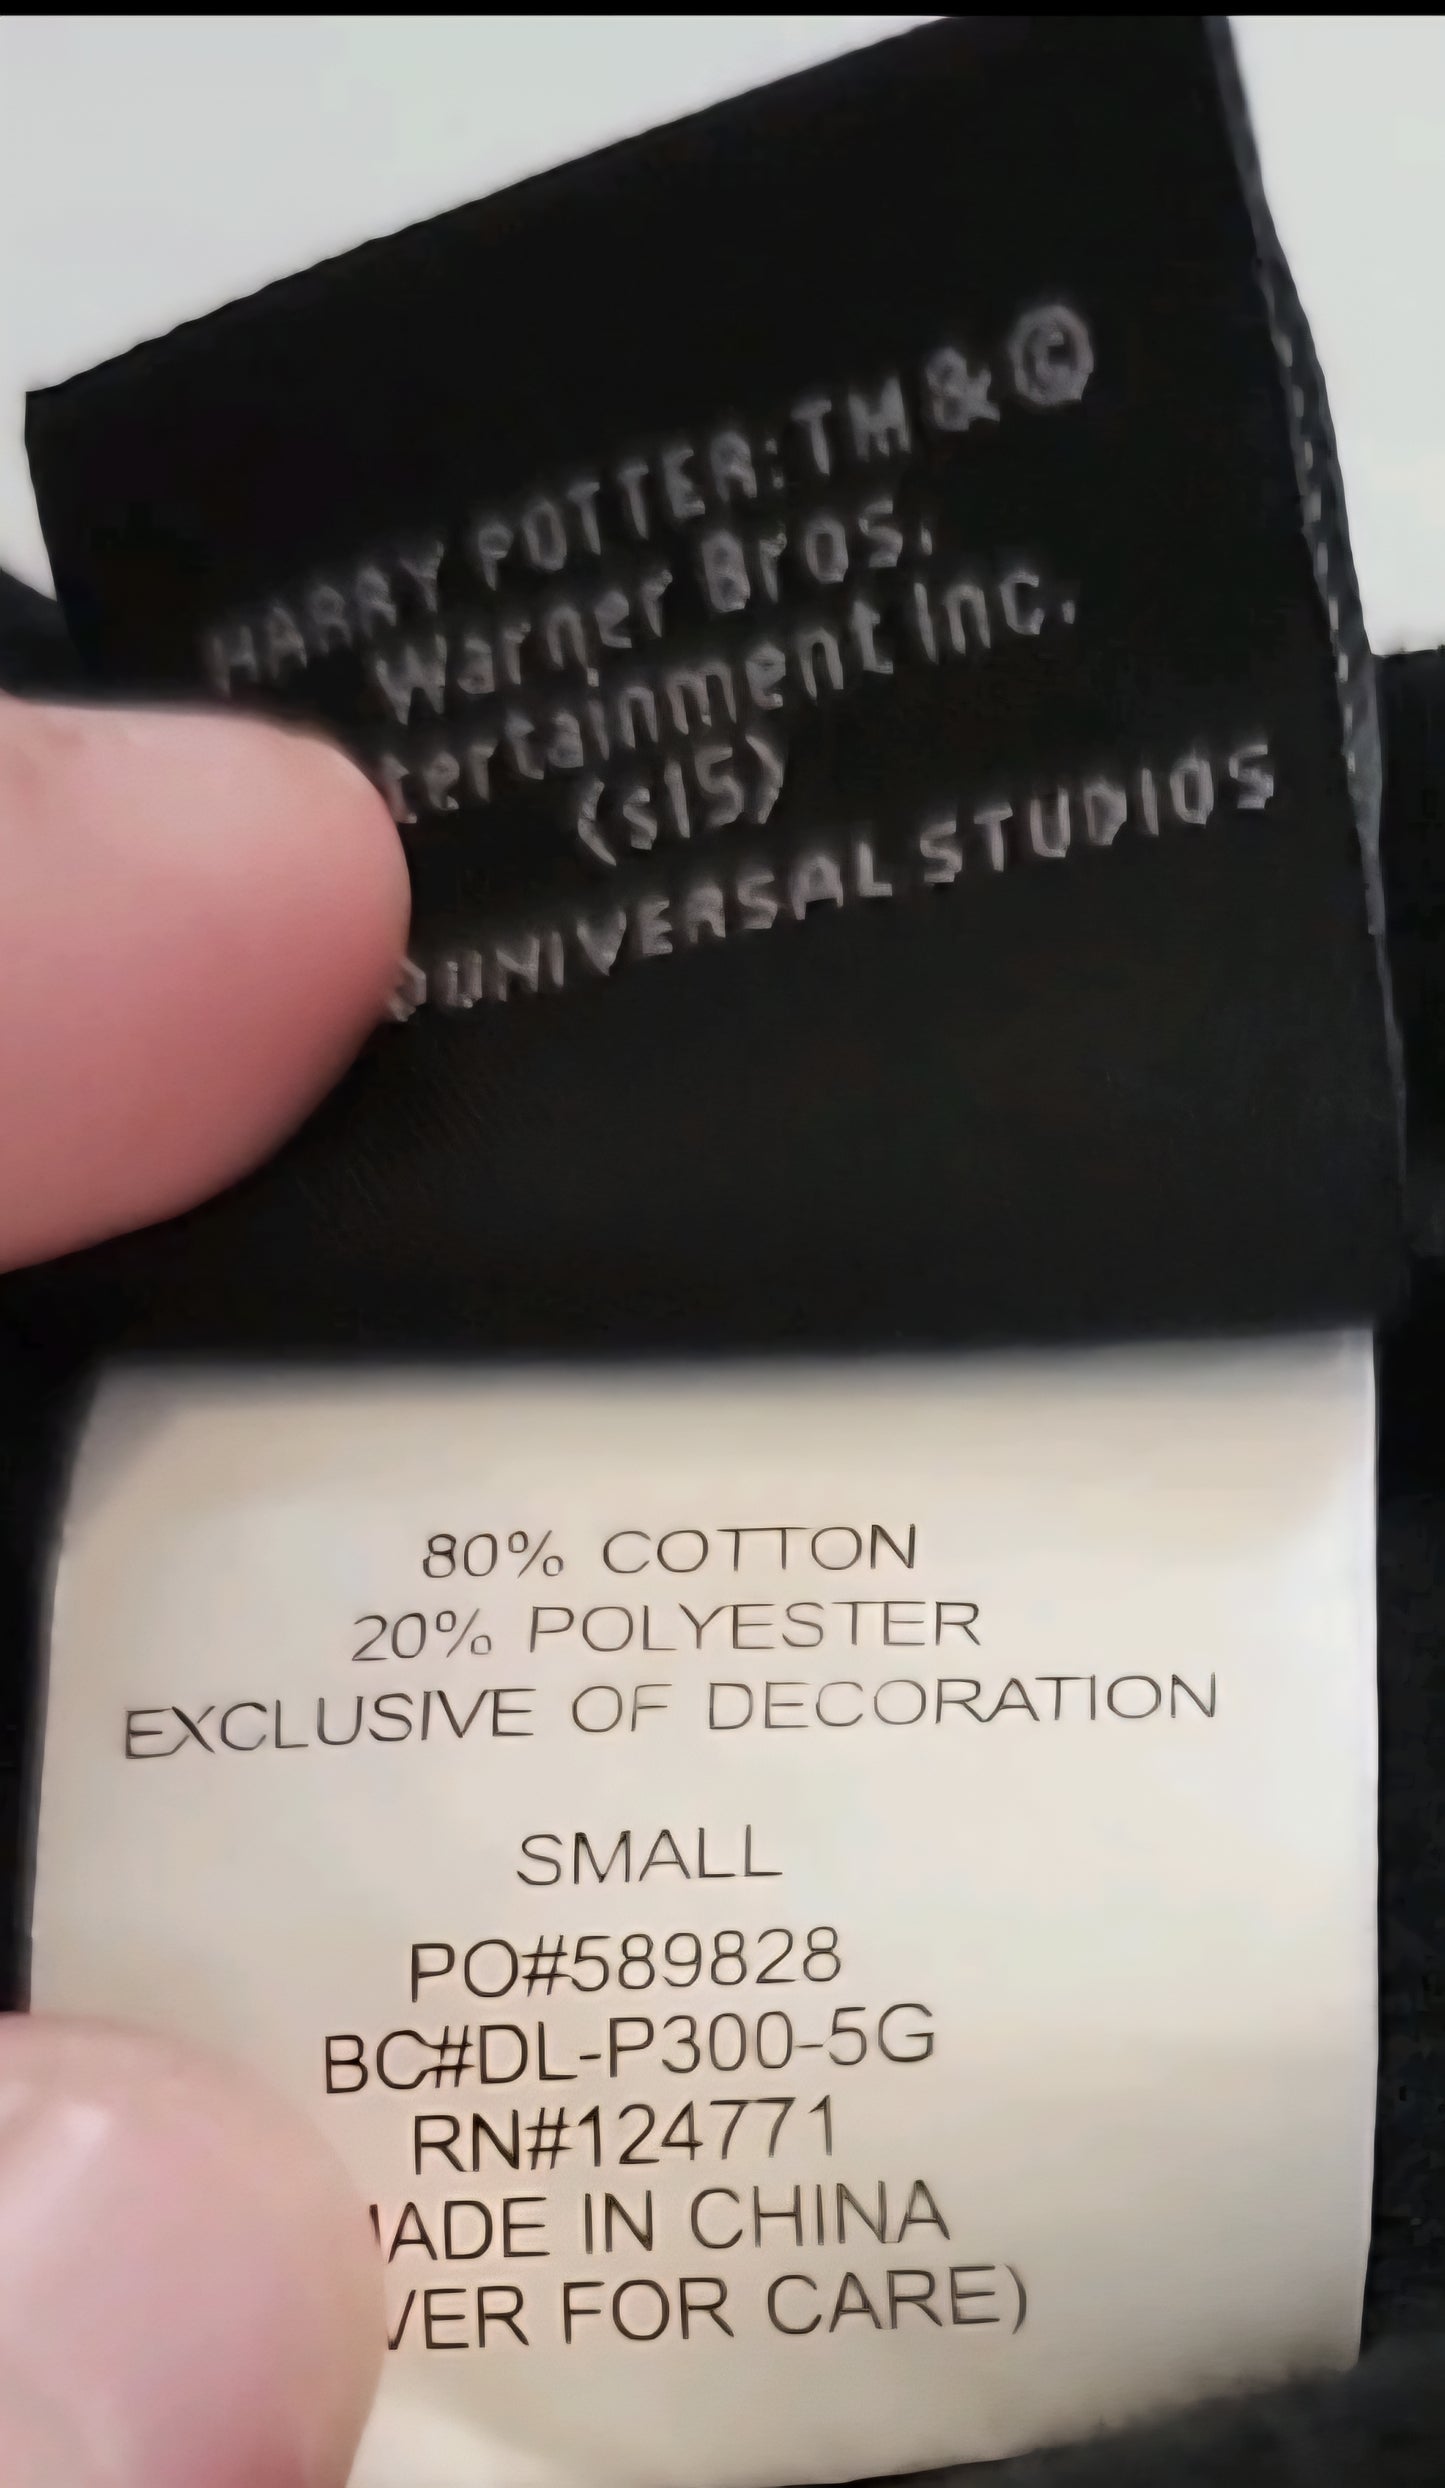 HARRY POTTER: TM & ©
Warner Bros.
tertainment Inc.
(s15)
UNIVERSAL STUDIOS
80% COTTON
20% POLYESTER
EXCLUSIVE OF DECORATION
SMALL
PO#589828
BC#DL-P300-5G
RN#124771
ADE IN CHINA
VER FOR CARE)